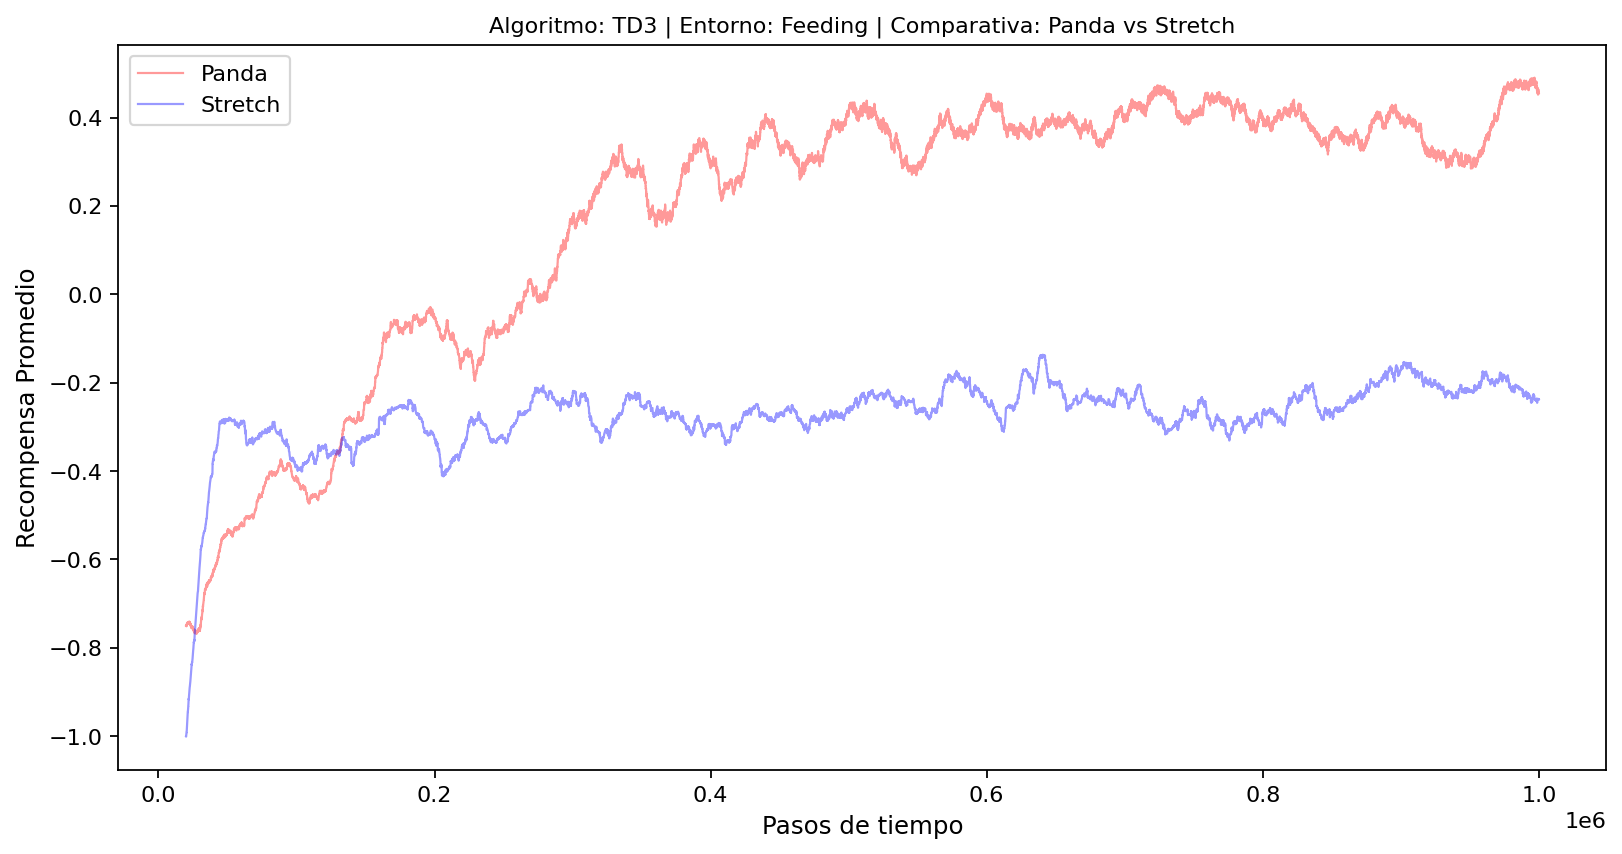 Algoritmo: TD3 | Entorno: Feeding | Comparativa: Panda vs Stretch
Panda
Stretch
Recompensa Promedio
0.4
0.2
0.0
−0.2
−0.4
−0.6
−0.8
−1.0
0.0 0.2 0.4 0.6 0.8 1.0
1e6
Pasos de tiempo